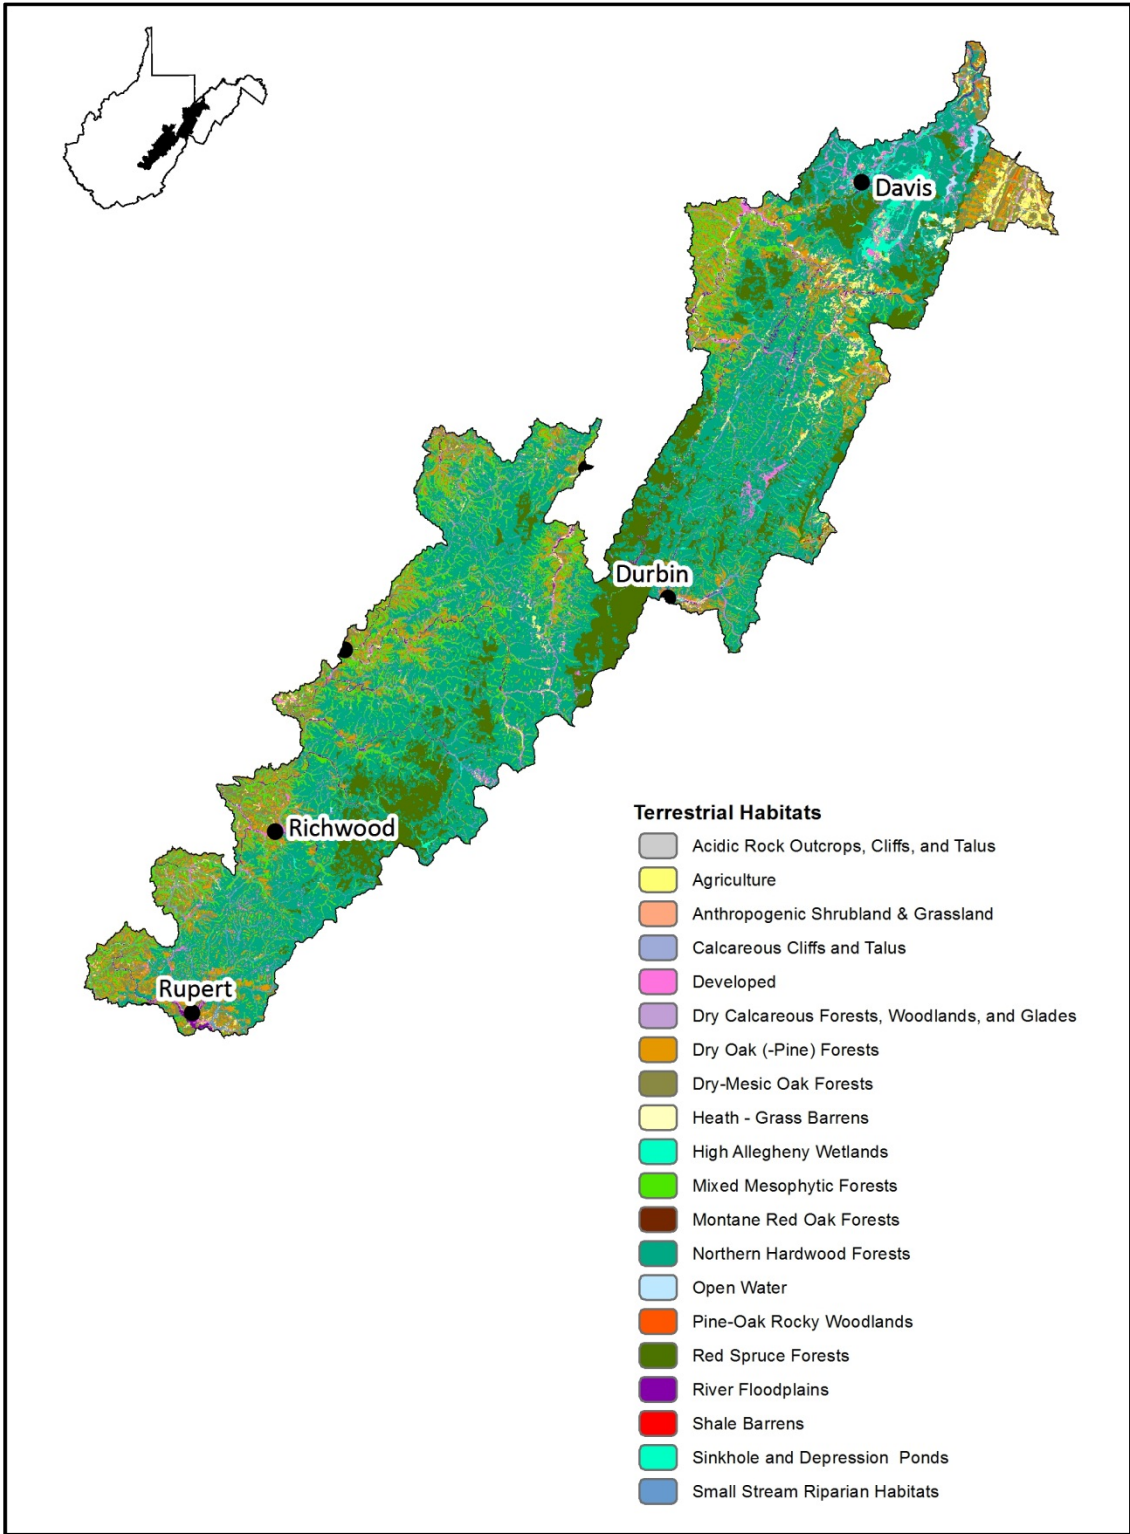 Davis
Durbin
Richwood
Rupert
Terrestrial Habitats
Acidic Rock Outcrops, Cliffs, and Talus
Agriculture
Anthropogenic Shrubland & Grassland
Calcareous Cliffs and Talus
Developed
Dry Calcareous Forests, Woodlands, and Glades
Dry Oak (-Pine) Forests
Dry-Mesic Oak Forests
Heath - Grass Barrens
High Allegheny Wetlands
Mixed Mesophytic Forests
Montane Red Oak Forests
Northern Hardwood Forests
Open Water
Pine-Oak Rocky Woodlands
Red Spruce Forests
River Floodplains
Shale Barrens
Sinkhole and Depression Ponds
Small Stream Riparian Habitats